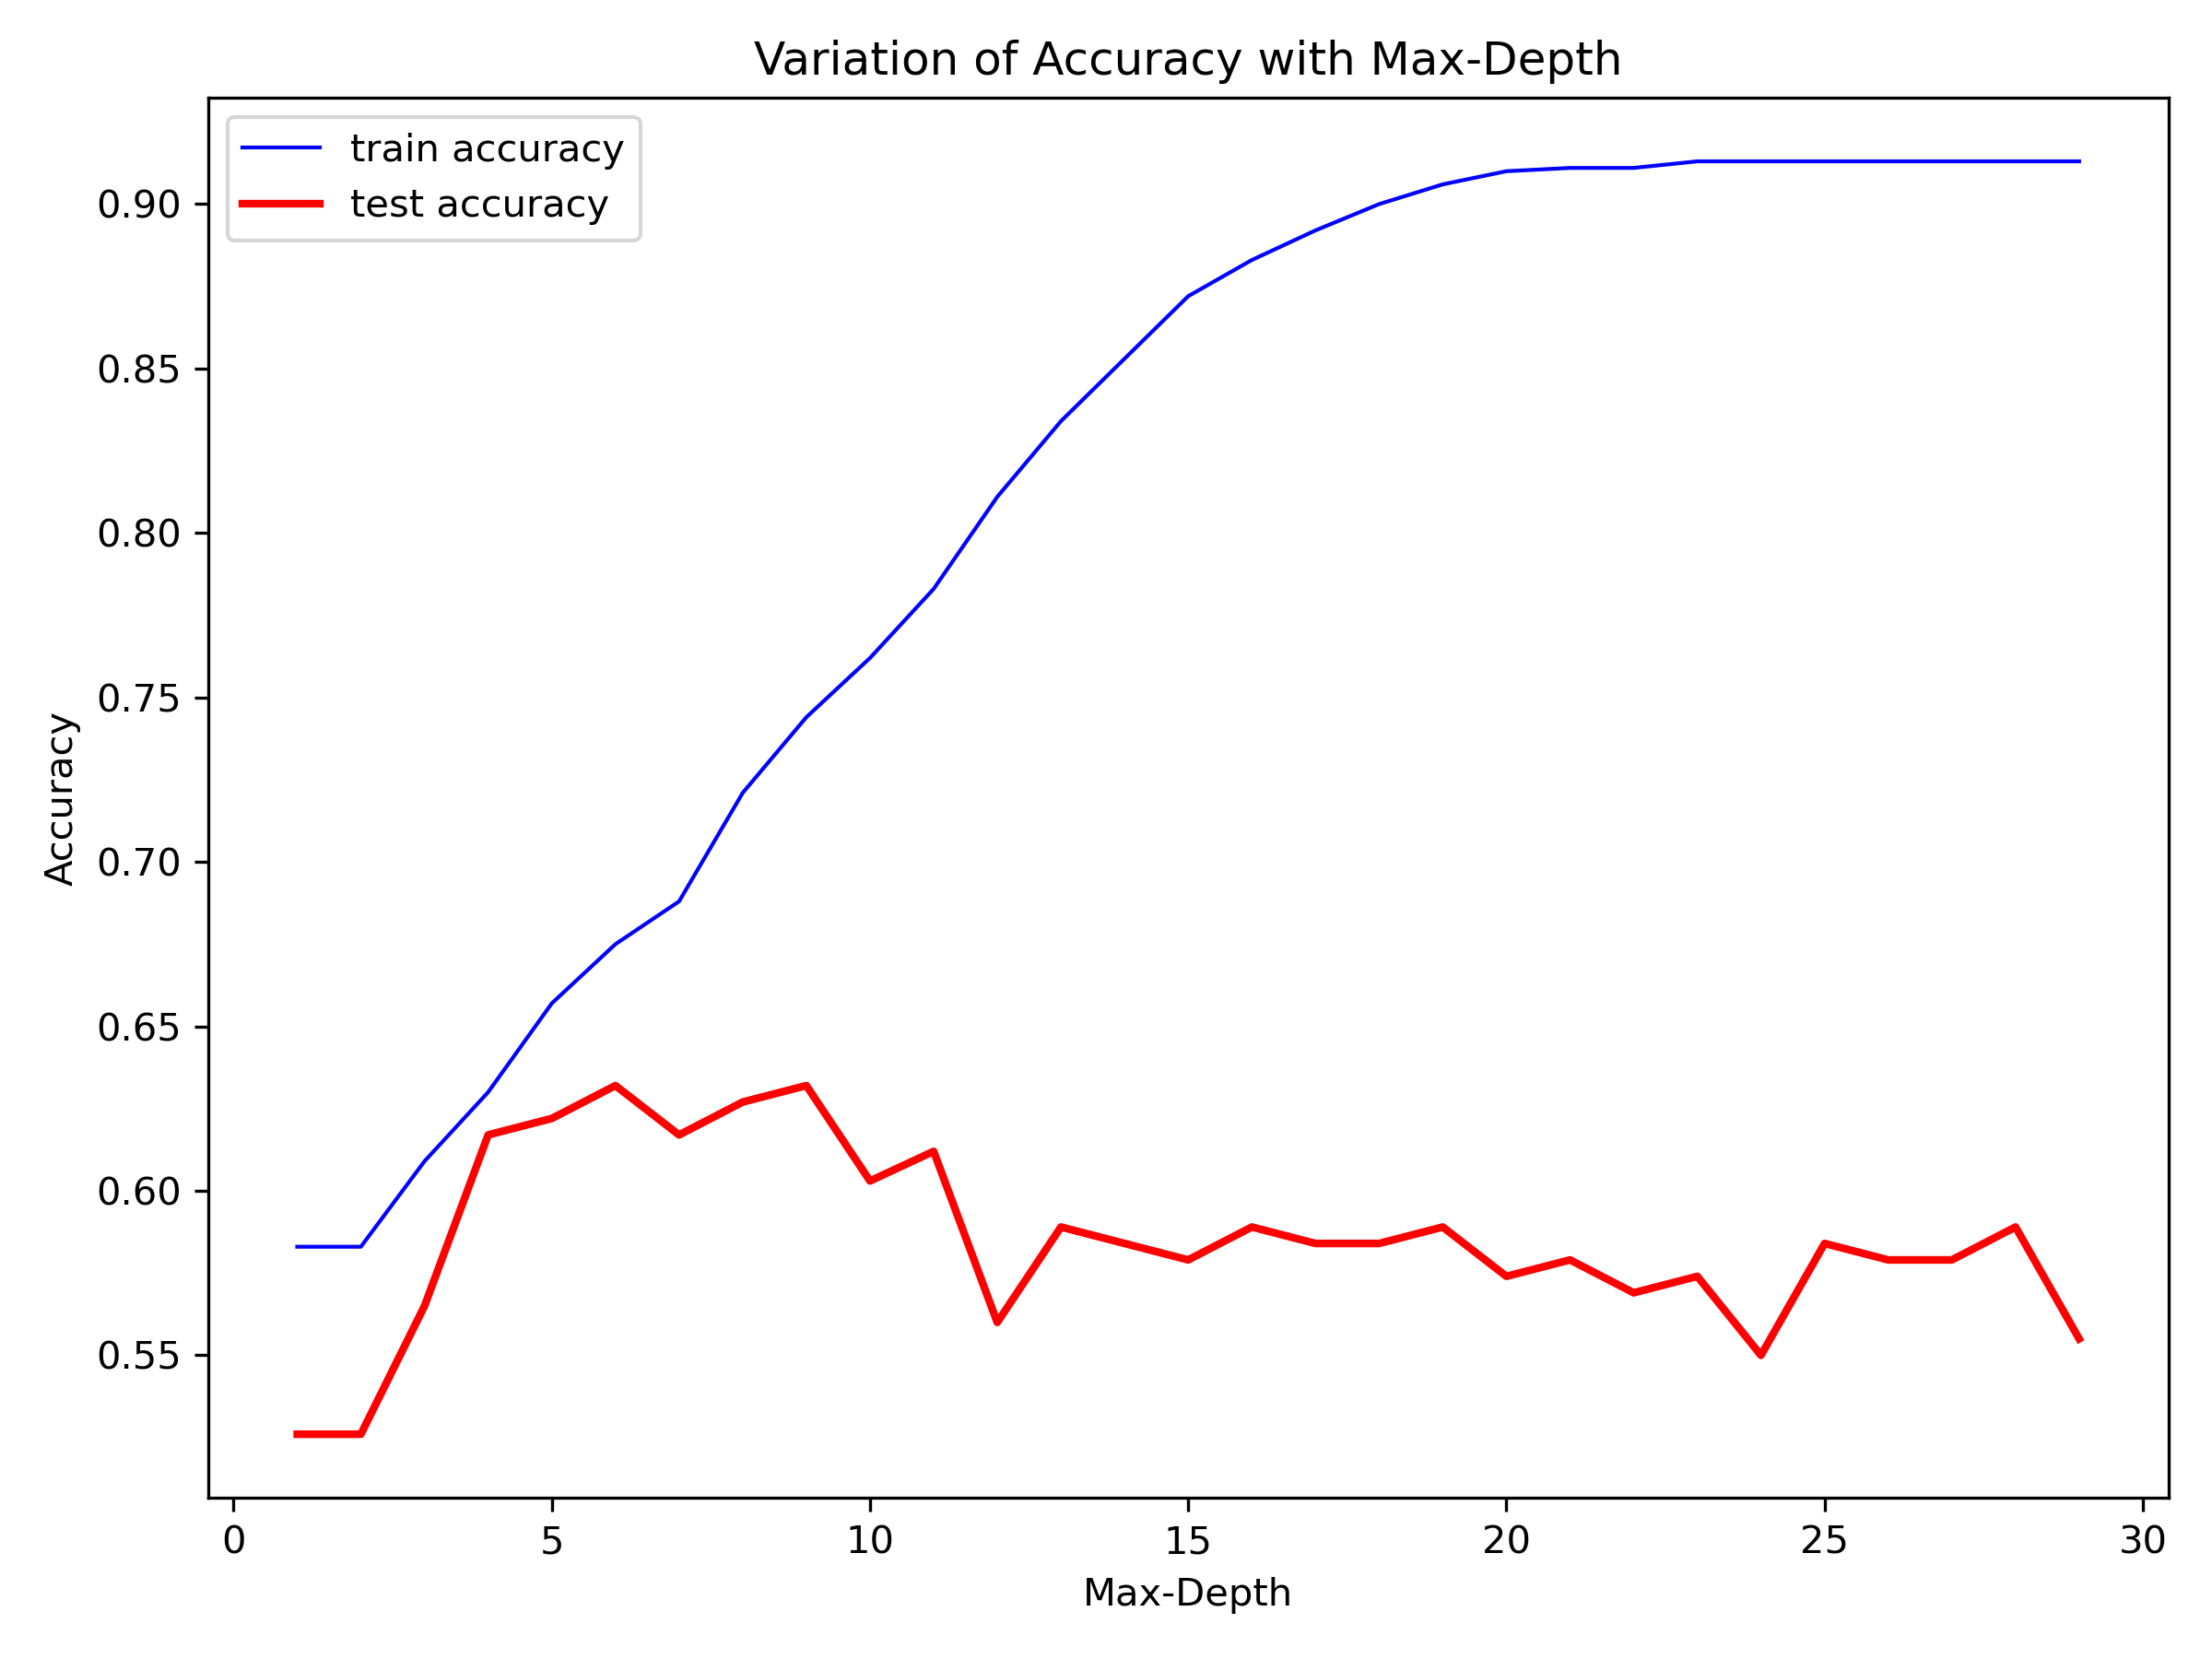 Variation of Accuracy with Max-Depth
train accuracy
test accuracy
0.90
0.85
0.80
0.75
0.70
0.65
0.60
0.55
Accuracy
0 5 10 15 20 25 30
Max-Depth